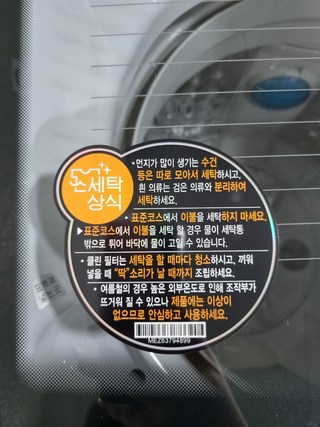 손세탁
상식
·먼지가 많이 생기는 수건
등은 따로 모아서 세탁하시고,
흰 의류는 검은 의류와 분리하여
세탁하세요.
·표준코스에서 이불을 세탁하지 마세요.
▶표준코스에서 이불을 세탁 할 경우 물이 세탁통
밖으로 튀어 바닥에 물이 고일 수 있습니다.
·클린 필터는 세탁을 할 때마다 청소하시고, 끼워
넣을 때 "딱"소리가 날 때까지 조립하세요.
·여름철의 경우 높은 외부온도로 인해 조작부가
뜨거워 질 수 있으나 제품에는 이상이
없으므로 안심하고 사용하세요.
MEZ63794899